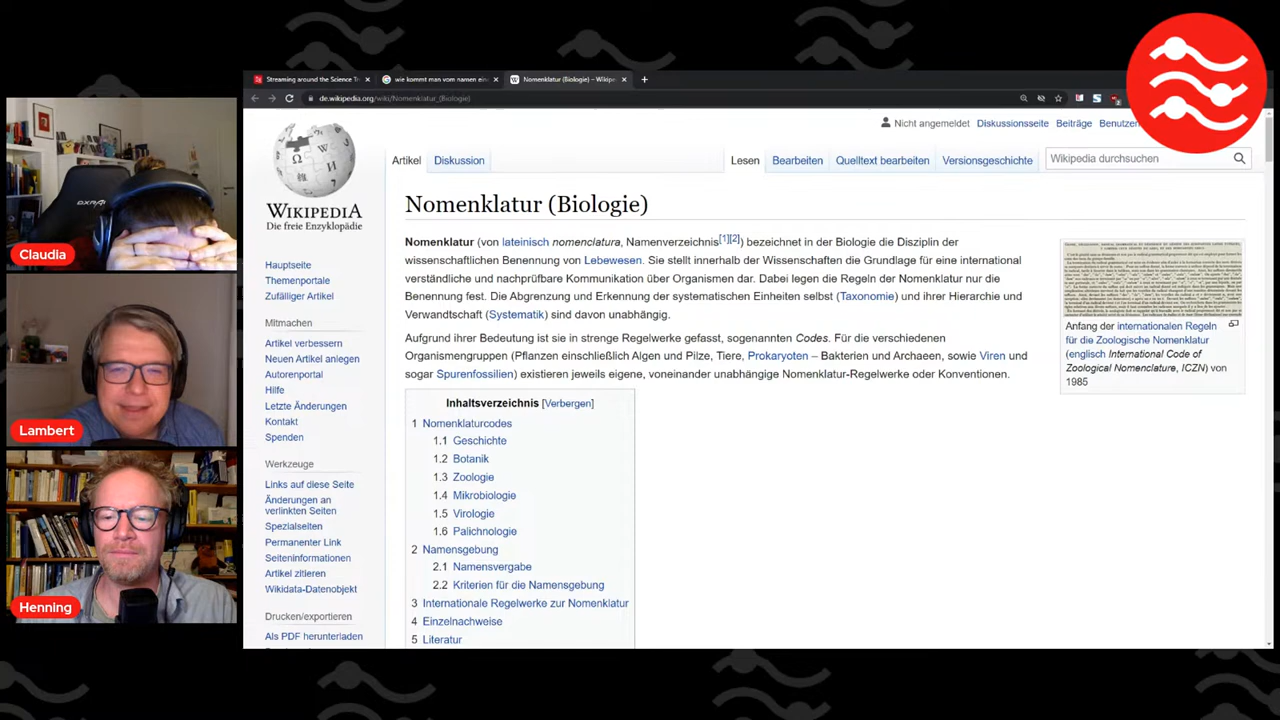 Streaming around the Science Tr
wie kommt man vom namen ein
Nomenklatur (Biologie) – Wikipe
de.wikipedia.org/wiki/Nomenklatur_(Biologie)
Nicht angemeldet Diskussionsseite Beiträge
Artikel Diskussion Lesen Bearbeiten Quelltext bearbeiten Versionsgeschichte Wikipedia durchsuchen
WIKIPEDIA
Die freie Enzyklopädie
Hauptseite
Themenportale
Zufälliger Artikel
Mitmachen
Artikel verbessern
Neuen Artikel anlegen
Autorenportal
Hilfe
Letzte Änderungen
Kontakt
Spenden
Werkzeuge
Links auf diese Seite
Änderungen an
verlinkten Seiten
Spezialseiten
Permanenter Link
Seiteninformationen
Artikel zitieren
Wikidata-Datenobjekt
Drucken/exportieren
Als PDF herunterladen
Nomenklatur (Biologie)
Nomenklatur (von lateinisch nomenclatura, Namenverzeichnis[1][2]) bezeichnet in der Biologie die Disziplin der
wissenschaftlichen Benennung von Lebewesen. Sie stellt innerhalb der Wissenschaften die Grundlage für eine international
verständliche und nachprüfbare Kommunikation über Organismen dar. Dabei legen die Regeln der Nomenklatur nur die
Benennung fest. Die Abgrenzung und Erkennung der systematischen Einheiten selbst (Taxonomie) und ihrer Hierarchie und
Verwandtschaft (Systematik) sind davon unabhängig.
Aufgrund ihrer Bedeutung ist sie in strenge Regelwerke gefasst, sogenannten Codes. Für die verschiedenen
Organismengruppen (Pflanzen einschließlich Algen und Pilze, Tiere, Prokaryoten – Bakterien und Archaeen, sowie Viren und
sogar Spurenfossilien) existieren jeweils eigene, voneinander unabhängige Nomenklatur-Regelwerke oder Konventionen.
Inhaltsverzeichnis [Verbergen]
1 Nomenklaturcodes
1.1 Geschichte
1.2 Botanik
1.3 Zoologie
1.4 Mikrobiologie
1.5 Virologie
1.6 Palichnologie
2 Namensgebung
2.1 Namensvergabe
2.2 Kriterien für die Namensgebung
3 Internationale Regelwerke zur Nomenklatur
4 Einzelnachweise
5 Literatur
Anfang der internationalen Regeln
für die Zoologische Nomenklatur
(englisch International Code of
Zoological Nomenclature, ICZN) von
1985
Claudia
Lambert
Henning